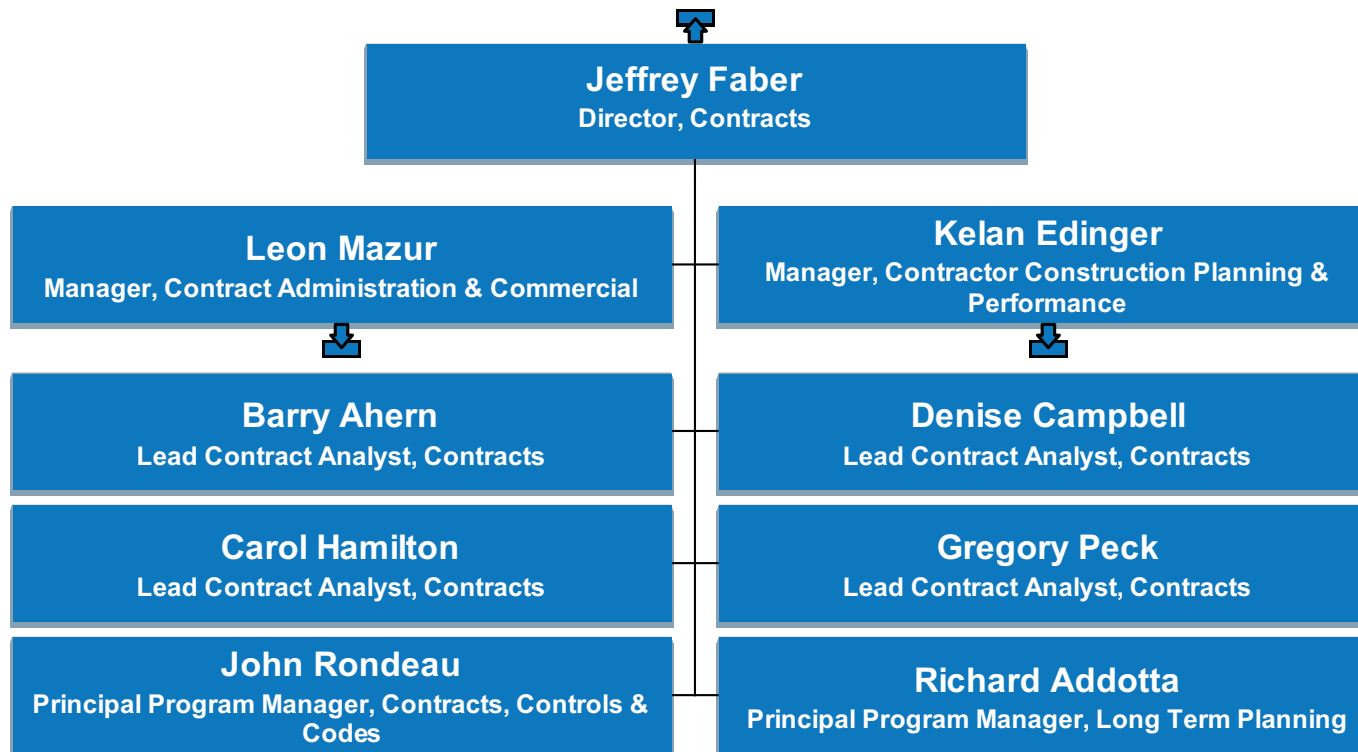 Jeffrey Faber
Director, Contracts
Leon Mazur
Manager, Contract Administration & Commercial
Kelan Edinger
Manager, Contractor Construction Planning &
Performance
Barry Ahern
Lead Contract Analyst, Contracts
Denise Campbell
Lead Contract Analyst, Contracts
Carol Hamilton
Lead Contract Analyst, Contracts
Gregory Peck
Lead Contract Analyst, Contracts
John Rondeau
Principal Program Manager, Contracts, Controls &
Codes
Richard Addotta
Principal Program Manager, Long Term Planning